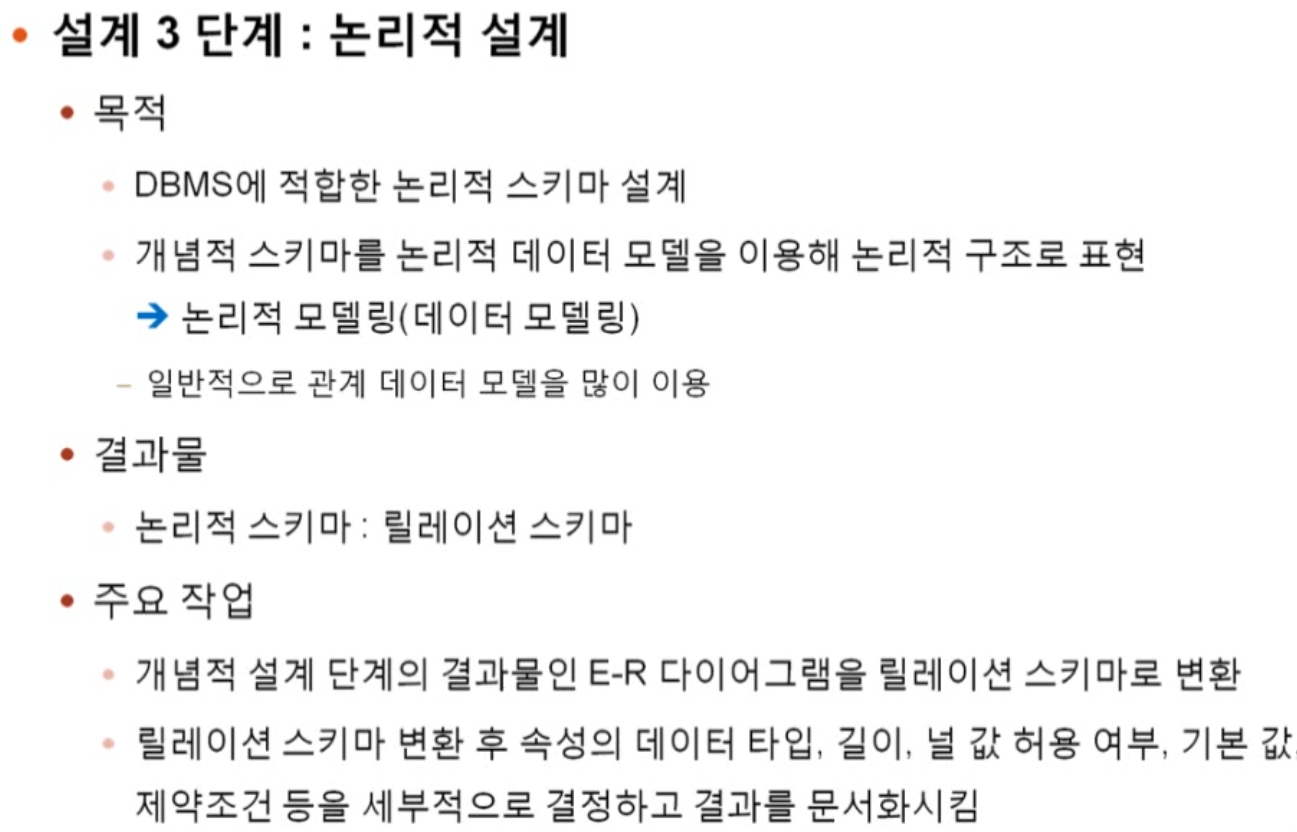 • 설계 3 단계 : 논리적 설계
• 목적
• DBMS에 적합한 논리적 스키마 설계
• 개념적 스키마를 논리적 데이터 모델을 이용해 논리적 구조로 표현
➔ 논리적 모델링(데이터 모델링)
– 일반적으로 관계 데이터 모델을 많이 이용
• 결과물
• 논리적 스키마 : 릴레이션 스키마
• 주요 작업
• 개념적 설계 단계의 결과물인 E-R 다이어그램을 릴레이션 스키마로 변환
• 릴레이션 스키마 변환 후 속성의 데이터 타입, 길이, 널 값 허용 여부, 기본 값,
제약조건 등을 세부적으로 결정하고 결과를 문서화시킴